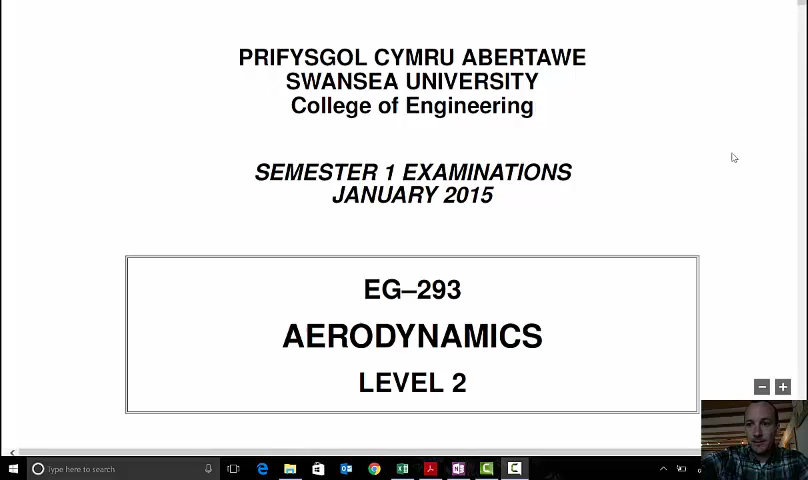 PRIFYSGOL CYMRU ABERTAWE
SWANSEA UNIVERSITY
College of Engineering
SEMESTER 1 EXAMINATIONS
JANUARY 2015
EG–293
AERODYNAMICS
LEVEL 2
Type here to search